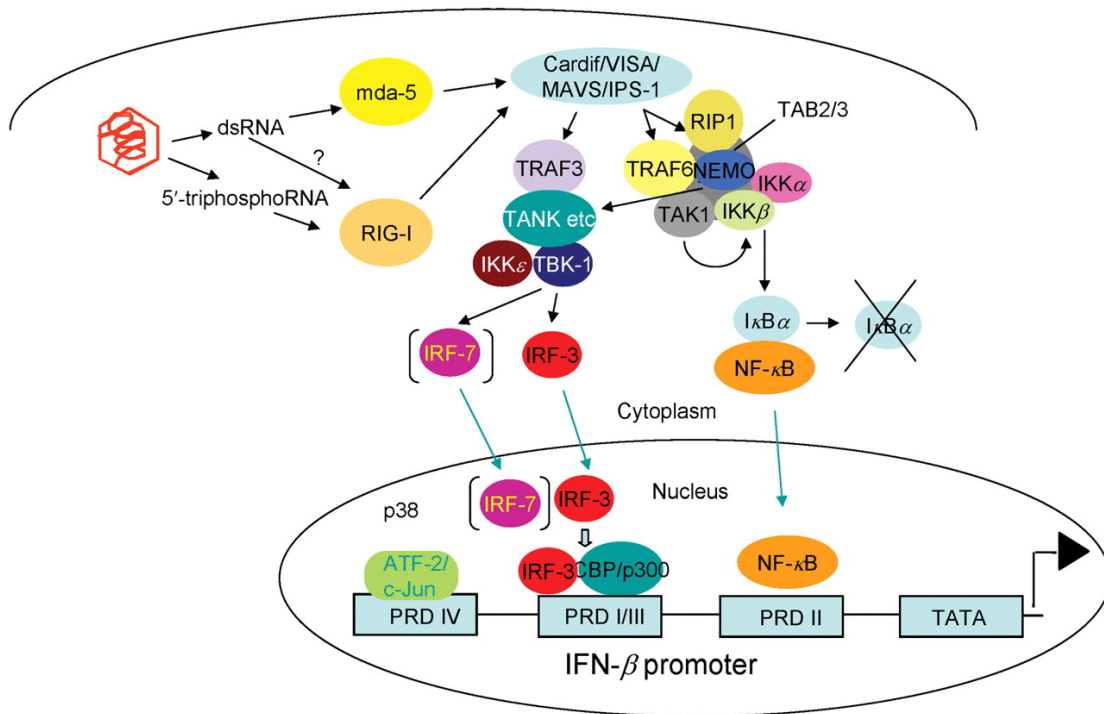 Cardif/VISA/
MAVS/IPS-1
mda-5
RIP1
TAB2/3
dsRNA
?
TRAF3
TRAF6
NEMO
IKKα
5′-triphosphoRNA
RIG-I
TANK etc
TAK1
IKKβ
IKKε
TBK-1
IκBα
IκBα
IRF-7
IRF-3
NF-κB
Cytoplasm
Nucleus
IRF-7
IRF-3
p38
ATF-2/
c-Jun
IRF-3
CBP/p300
NF-κB
PRD IV
PRD I/III
PRD II
TATA
IFN-β promoter